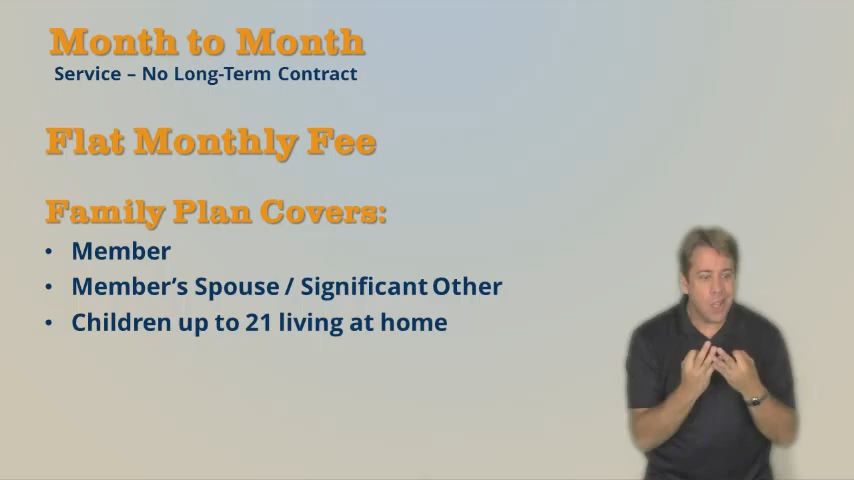 Month to Month
Service – No Long-Term Contract
Flat Monthly Fee
Family Plan Covers:
• Member
• Member's Spouse / Significant Other
• Children up to 21 living at home